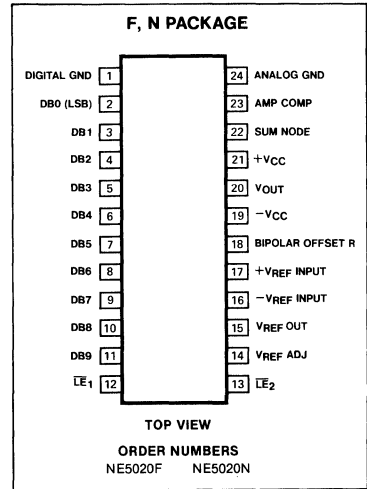 F, N PACKAGE
DIGITAL GND 1
DB0 (LSB) 2
DB1 3
DB2 4
DB3 5
DB4 6
DB5 7
DB6 8
DB7 9
DB8 10
DB9 11
L̅E̅1 12
24 ANALOG GND
23 AMP COMP
22 SUM NODE
21 +VCC
20 VOUT
19 −VCC
18 BIPOLAR OFFSET R
17 +VREF INPUT
16 −VREF INPUT
15 VREF OUT
14 VREF ADJ
13 L̅E̅2
TOP VIEW
ORDER NUMBERS
NE5020F NE5020N